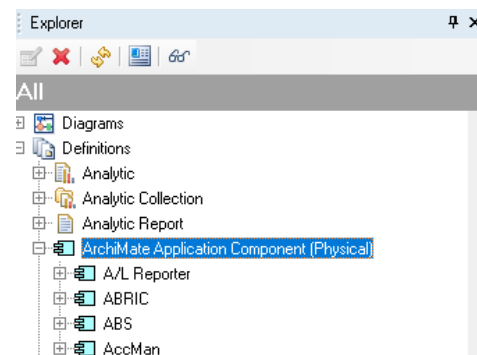 Explorer
All
Diagrams
Definitions
Analytic
Analytic Collection
Analytic Report
ArchiMate Application Component (Physical)
A/L Reporter
ABRIC
ABS
AccMan